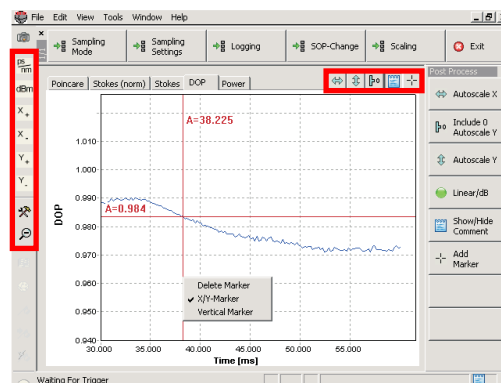 File Edit View Tools Window Help
Sampling Mode
Sampling Settings
Logging
SOP-Change
Scaling
Exit
ps
nm
dBm
X+
X-
Y+
Y-
Poincare Stokes (norm) Stokes DOP Power
Post Process
Autoscale X
Include 0
Autoscale Y
Autoscale Y
Linear/dB
Show/Hide
Comment
Add
Marker
A=38.225
A=0.984
DOP
1.010
1.000
0.990
0.980
0.970
0.960
0.950
0.940
Delete Marker
X/Y-Marker
Vertical Marker
30.000 35.000 40.000 45.000 50.000 55.000
Time [ms]
Waiting For Trigger